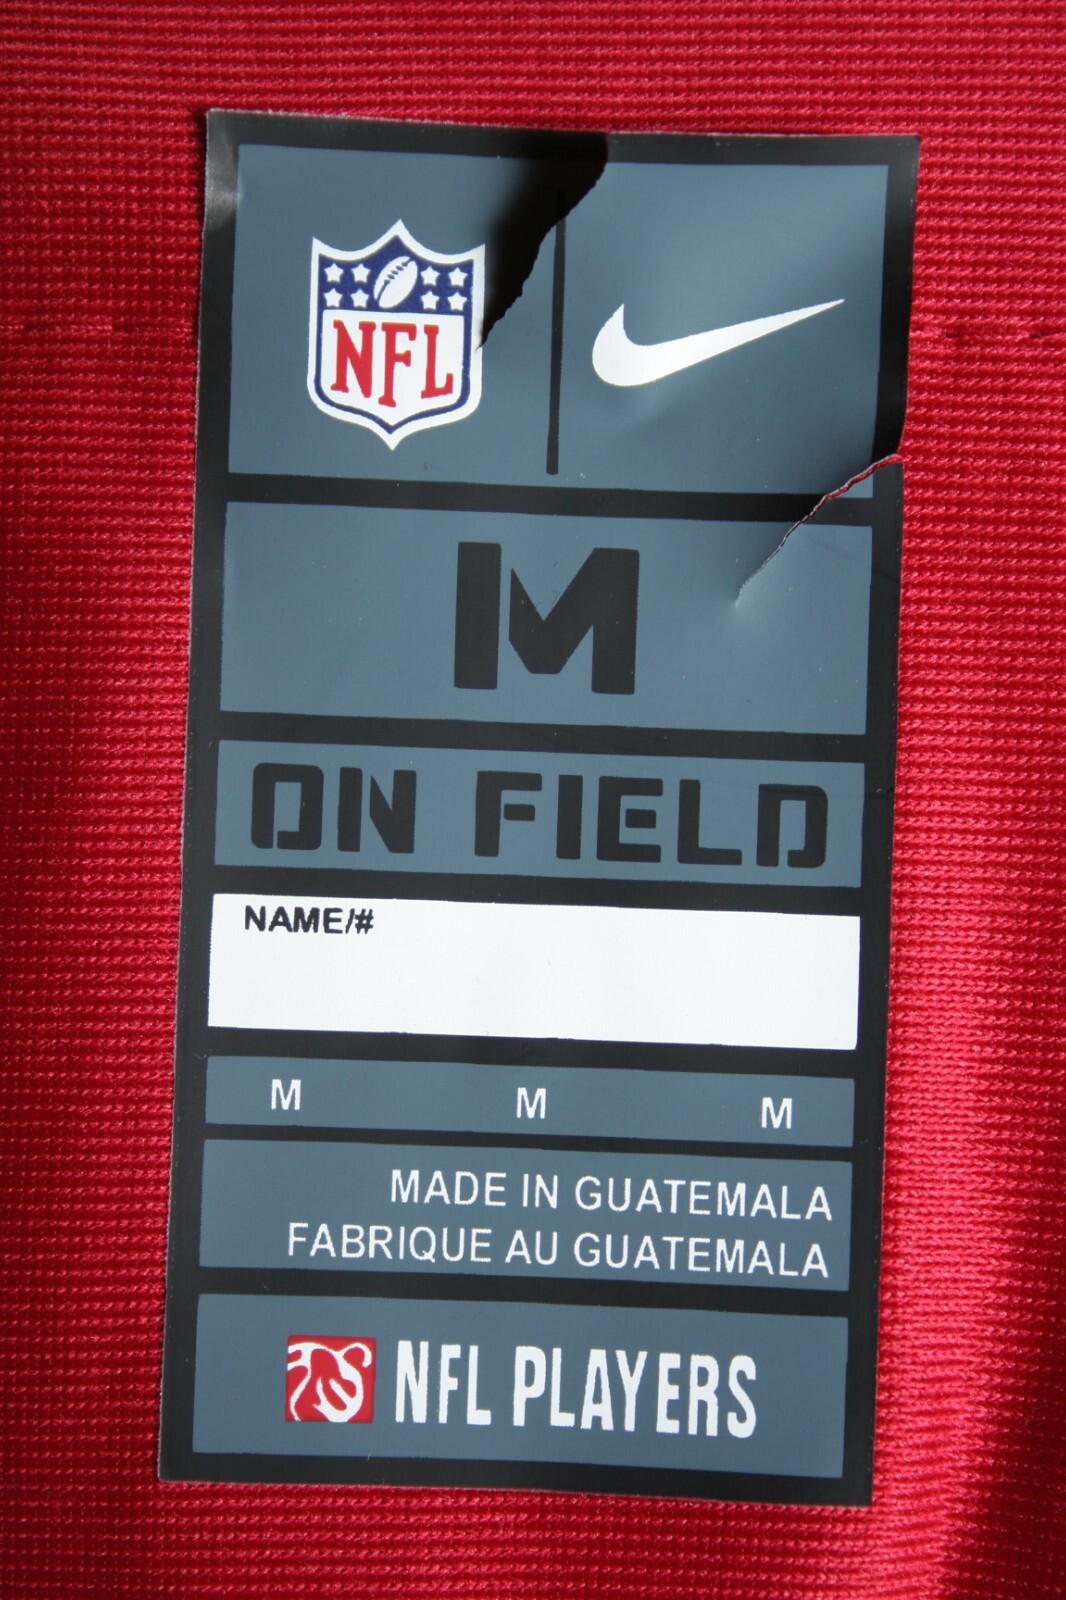 NFL
M
ON FIELD
NAME/#
M M M
MADE IN GUATEMALA
FABRIQUE AU GUATEMALA
NFL PLAYERS